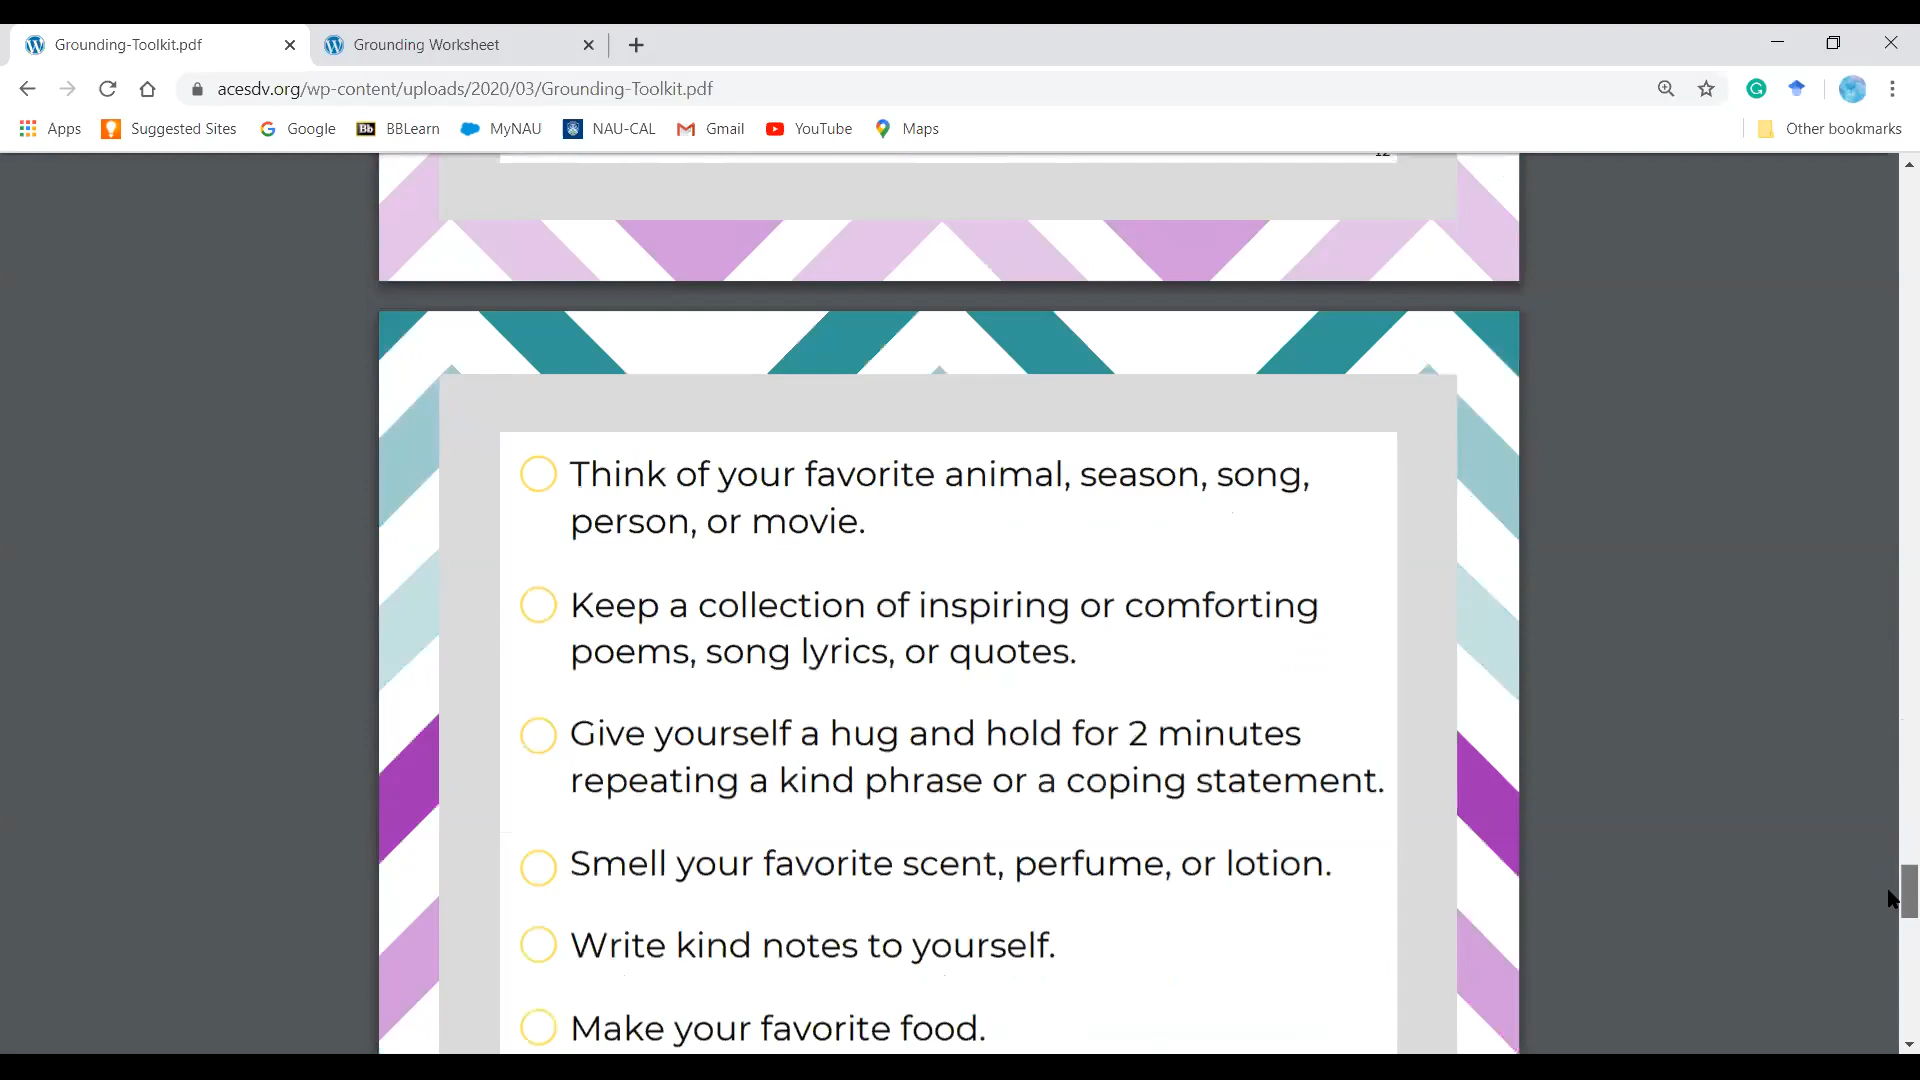 Grounding-Toolkit.pdf
Grounding Worksheet
acesdv.org/wp-content/uploads/2020/03/Grounding-Toolkit.pdf
Apps Suggested Sites Google Bb BBLearn MyNAU NAU-CAL Gmail YouTube Maps Other bookmarks
12
Think of your favorite animal, season, song,
person, or movie.
Keep a collection of inspiring or comforting
poems, song lyrics, or quotes.
Give yourself a hug and hold for 2 minutes
repeating a kind phrase or a coping statement.
Smell your favorite scent, perfume, or lotion.
Write kind notes to yourself.
Make your favorite food.